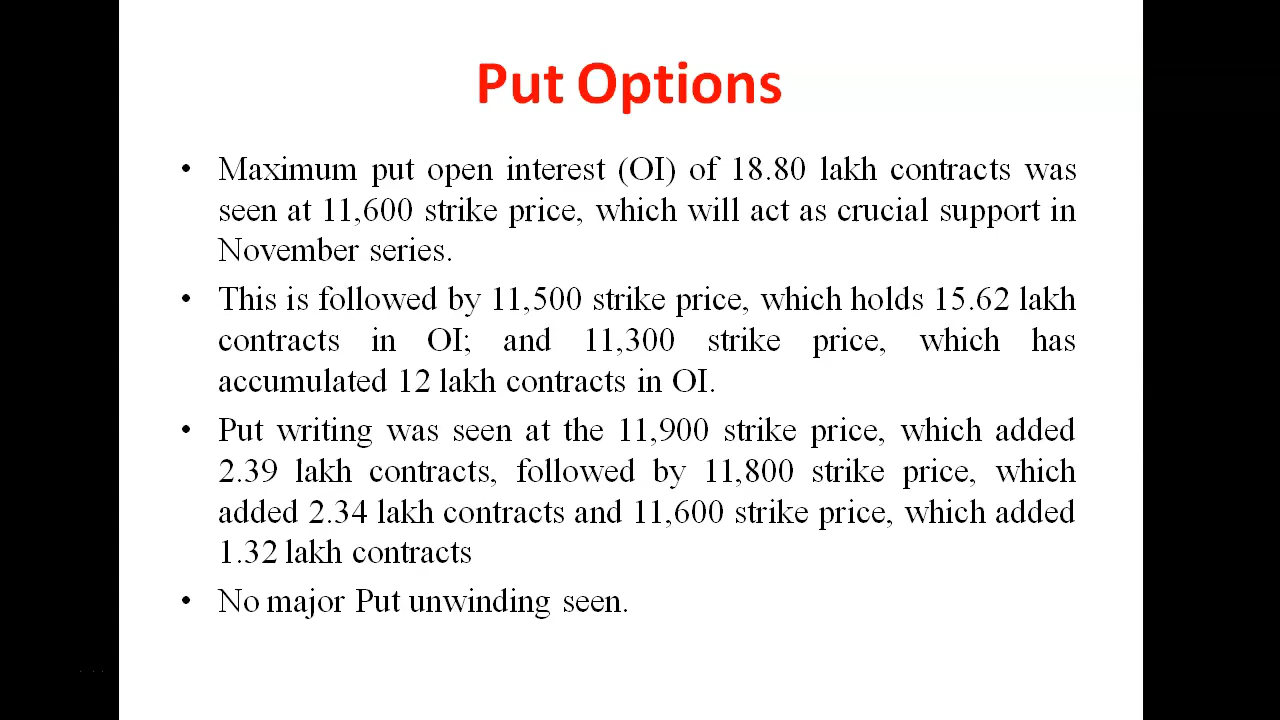 Put Options
• Maximum put open interest (OI) of 18.80 lakh contracts was
seen at 11,600 strike price, which will act as crucial support in
November series.
• This is followed by 11,500 strike price, which holds 15.62 lakh
contracts in OI; and 11,300 strike price, which has
accumulated 12 lakh contracts in OI.
• Put writing was seen at the 11,900 strike price, which added
2.39 lakh contracts, followed by 11,800 strike price, which
added 2.34 lakh contracts and 11,600 strike price, which added
1.32 lakh contracts
• No major Put unwinding seen.